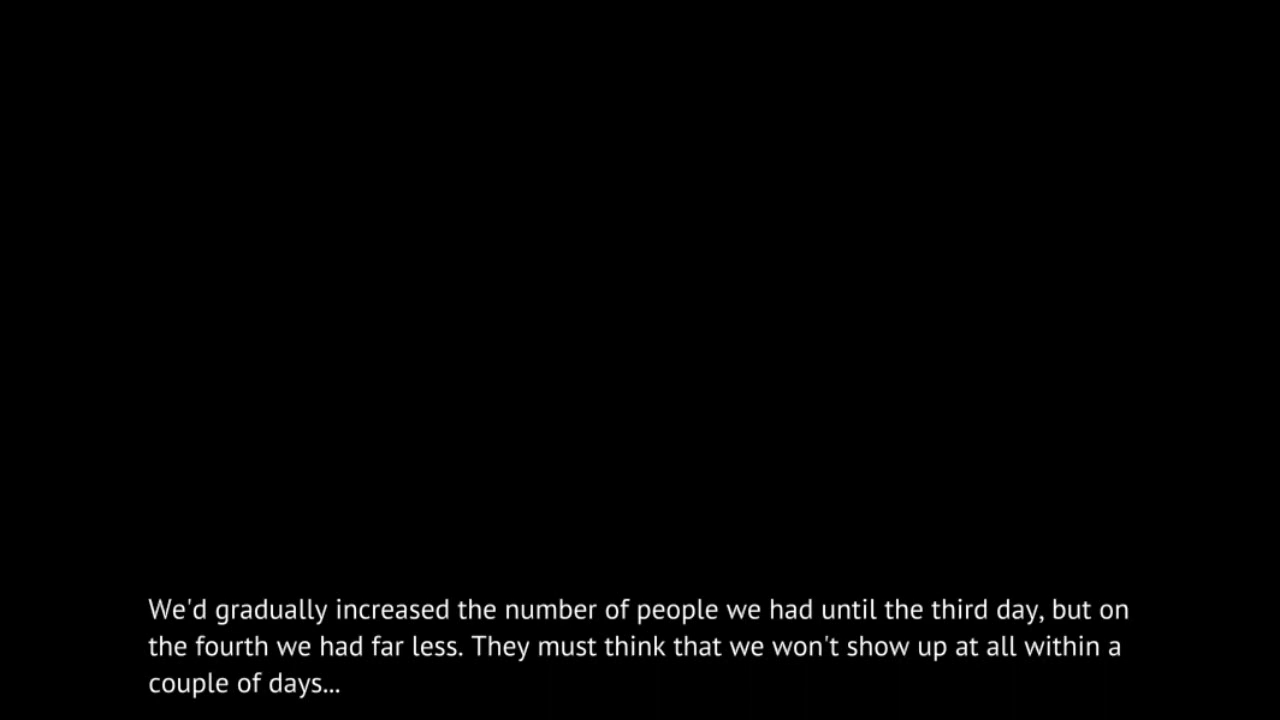 We'd gradually increased the number of people we had until the third day, but on
the fourth we had far less. They must think that we won't show up at all within a
couple of days...